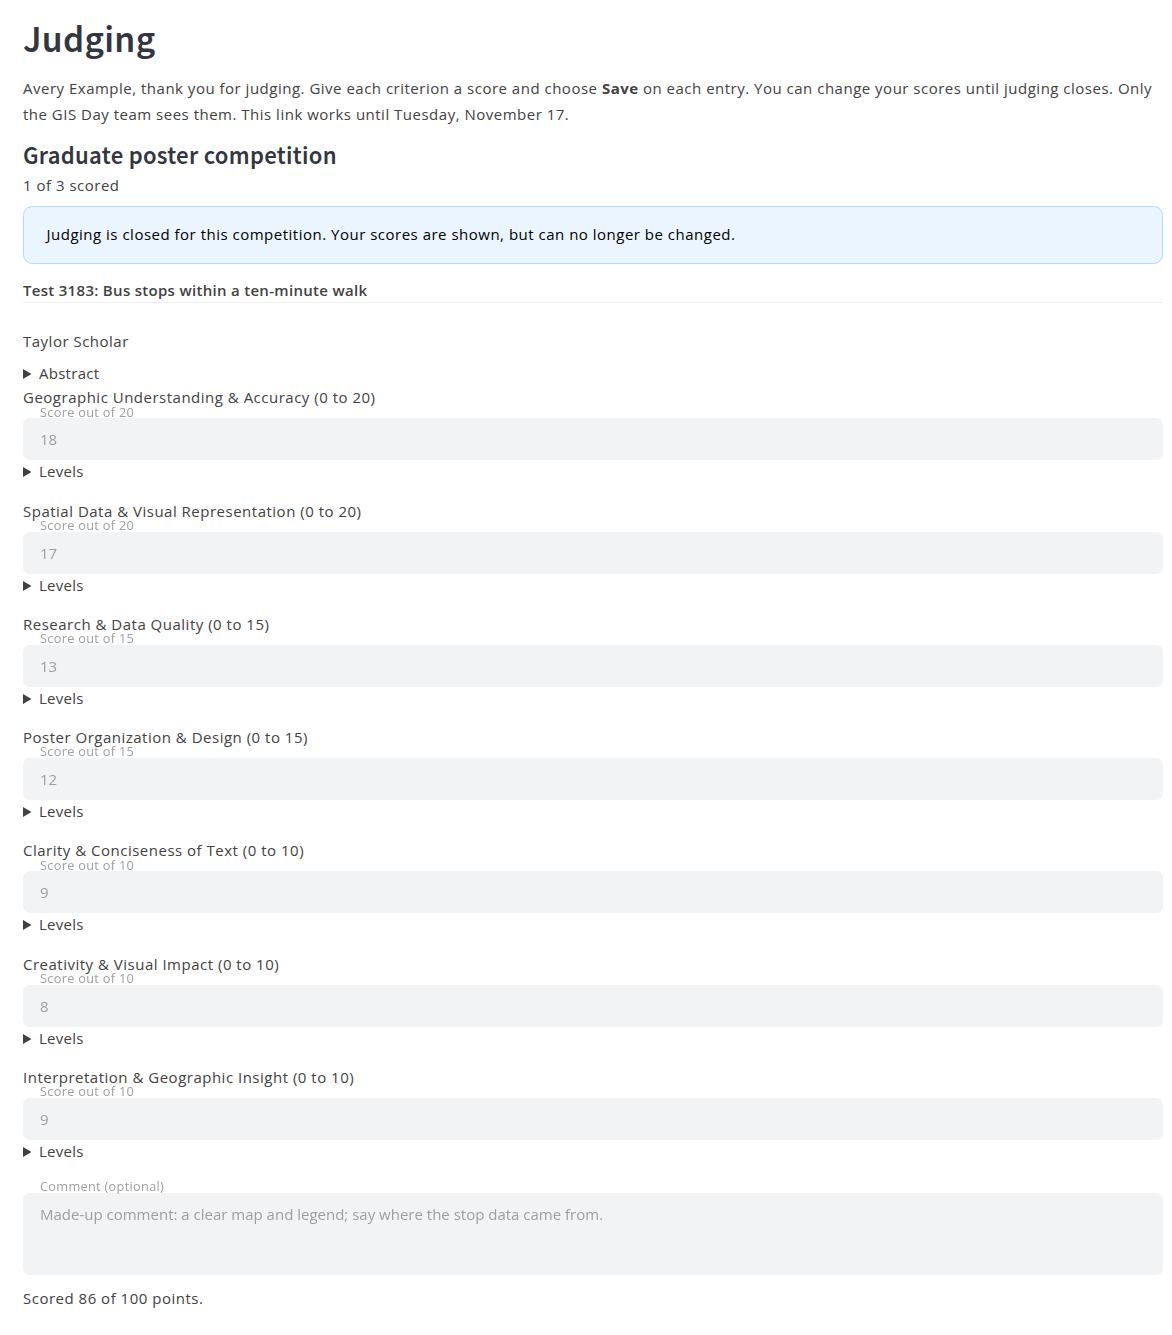 Judging
Avery Example, thank you for judging. Give each criterion a score and choose Save on each entry. You can change your scores until judging closes. Only
the GIS Day team sees them. This link works until Tuesday, November 17.
Graduate poster competition
1 of 3 scored
Judging is closed for this competition. Your scores are shown, but can no longer be changed.
Test 3183: Bus stops within a ten-minute walk
Taylor Scholar
Abstract
Geographic Understanding & Accuracy (0 to 20)
Score out of 20
18
Levels
Spatial Data & Visual Representation (0 to 20)
Score out of 20
17
Levels
Research & Data Quality (0 to 15)
Score out of 15
13
Levels
Poster Organization & Design (0 to 15)
Score out of 15
12
Levels
Clarity & Conciseness of Text (0 to 10)
Score out of 10
9
Levels
Creativity & Visual Impact (0 to 10)
Score out of 10
8
Levels
Interpretation & Geographic Insight (0 to 10)
Score out of 10
9
Levels
Comment (optional)
Made-up comment: a clear map and legend; say where the stop data came from.
Scored 86 of 100 points.